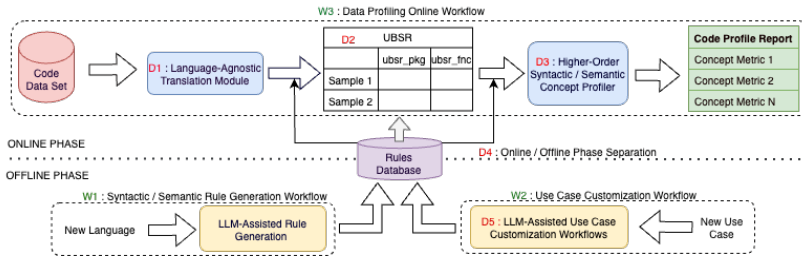 W3 : Data Profiling Online Workflow
Code
Data Set
D1 : Language-Agnostic
Translation Module
D2 UBSR
ubsr_pkg ubsr_fnc
Sample 1
Sample 2
D3 : Higher-Order
Syntactic / Semantic
Concept Profiler
Code Profile Report
Concept Metric 1
Concept Metric 2
Concept Metric N
ONLINE PHASE
Rules
Database
D4 : Online / Offline Phase Separation
OFFLINE PHASE
W1 : Syntactic / Semantic Rule Generation Workflow
New Language
LLM-Assisted Rule
Generation
W2 : Use Case Customization Workflow
D5 : LLM-Assisted Use Case
Customization Workflows
New Use
Case